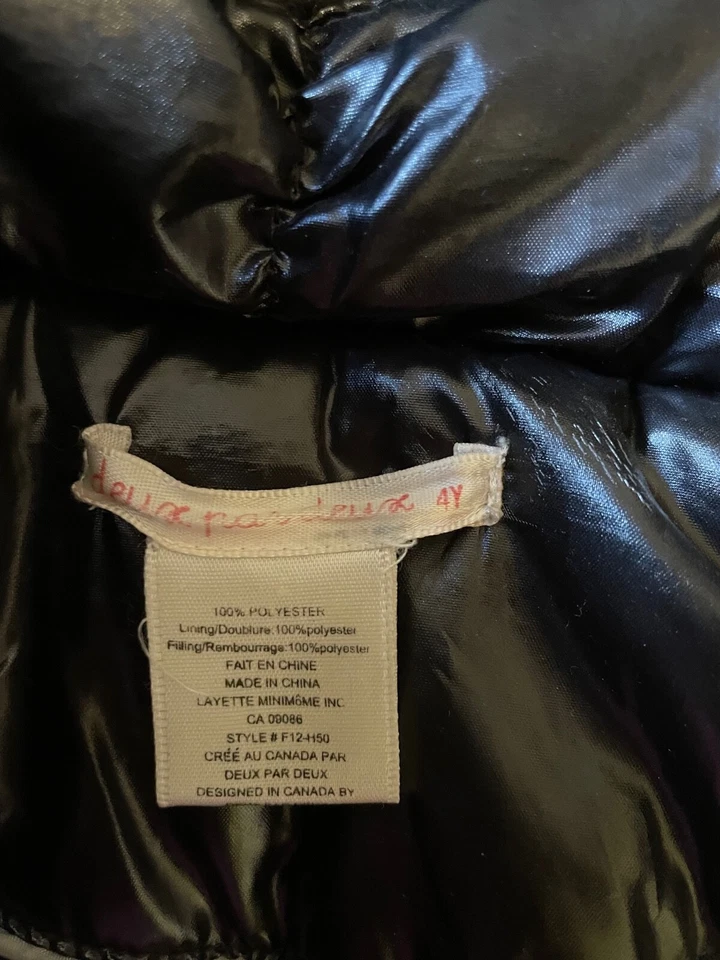 deux par deux 4Y
100% POLYESTER
Lining/Doublure:100%polyester
Filling/Rembourrage:100%polyester
FAIT EN CHINE
MADE IN CHINA
LAYETTE MINIMôME INC
CA 09086
STYLE # F12-H50
CRÉÉ AU CANADA PAR
DEUX PAR DEUX
DESIGNED IN CANADA BY